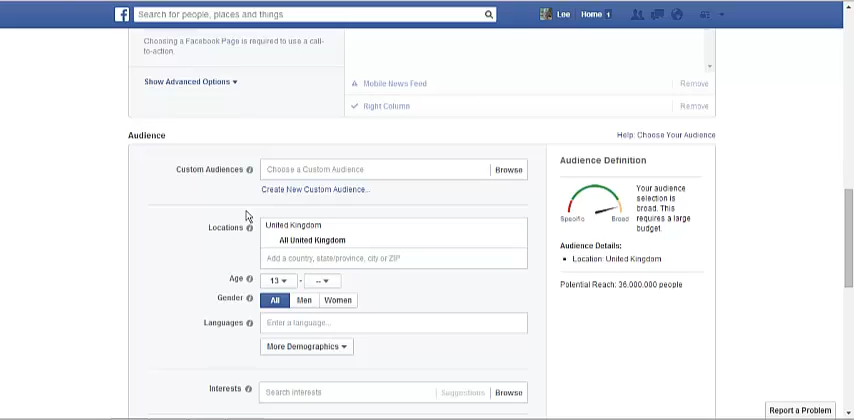 f Search for people, places and things Lee Home 1
Choosing a Facebook Page is required to use a call-
to-action.
Show Advanced Options
Mobile News Feed Remove
Right Column Remove
Audience Help: Choose Your Audience
Custom Audiences Choose a Custom Audience Browse
Create New Custom Audience...
Locations United Kingdom
All United Kingdom
Add a country, state/province, city or ZIP
Age 13 - --
Gender All Men Women
Languages Enter a language...
More Demographics
Interests Search interests Suggestions Browse
Audience Definition
Specific Broad
Your audience
selection is
broad. This
requires a large
budget.
Audience Details:
Location: United Kingdom
Potential Reach: 36,000,000 people
Report a Problem